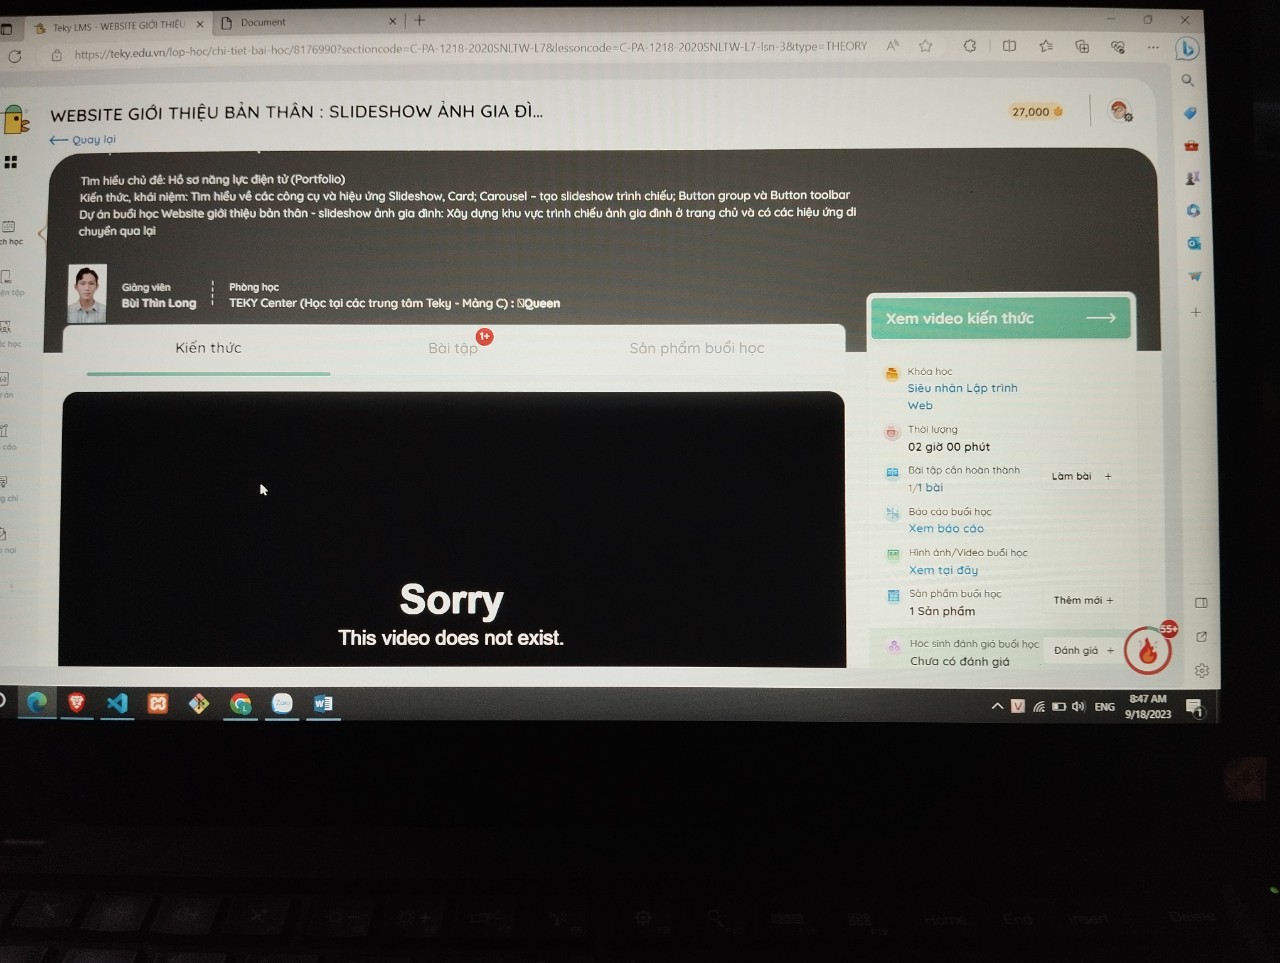 Teky LMS - WEBSITE GIỚI THIỆU
Document
https://teky.edu.vn/lop-hoc/chi-tiet-bai-hoc/8176990?sectioncode=C-PA-1218-2020SNLTW-L7&lessoncode=C-PA-1218-2020SNLTW-L7-lsn-3&type=THEORY
WEBSITE GIỚI THIỆU BẢN THÂN : SLIDESHOW ẢNH GIA ĐÌ...
27,000
← Quay lại
Tìm hiểu chủ đề: Hồ sơ năng lực điện tử (Portfolio)
Kiến thức, khái niệm: Tìm hiểu về các công cụ và hiệu ứng Slideshow, Card; Carousel – tạo slideshow trình chiếu; Button group và Button toolbar
Dự án buổi học Website giới thiệu bản thân - slideshow ảnh gia đình: Xây dựng khu vực trình chiếu ảnh gia đình ở trang chủ và có các hiệu ứng di
chuyển qua lại
Giảng viên
Bùi Thìn Long
Phòng học
TEKY Center (Học tại các trung tâm Teky - Mảng C) : Queen
Xem video kiến thức
Kiến thức
Bài tập
1+
Sản phẩm buổi học
Khóa học
Siêu nhân Lập trình
Web
Thời lượng
02 giờ 00 phút
Bài tập cần hoàn thành
1/1 bài
Làm bài +
Báo cáo buổi học
Xem báo cáo
Hình ảnh/Video buổi học
Xem tại đây
Sản phẩm buổi học
1 Sản phẩm
Thêm mới +
Học sinh đánh giá buổi học
Chưa có đánh giá
Đánh giá +
55+
Sorry
This video does not exist.
Zalo
ENG
8:47 AM
9/18/2023
1
Home
End
Insert
Delete